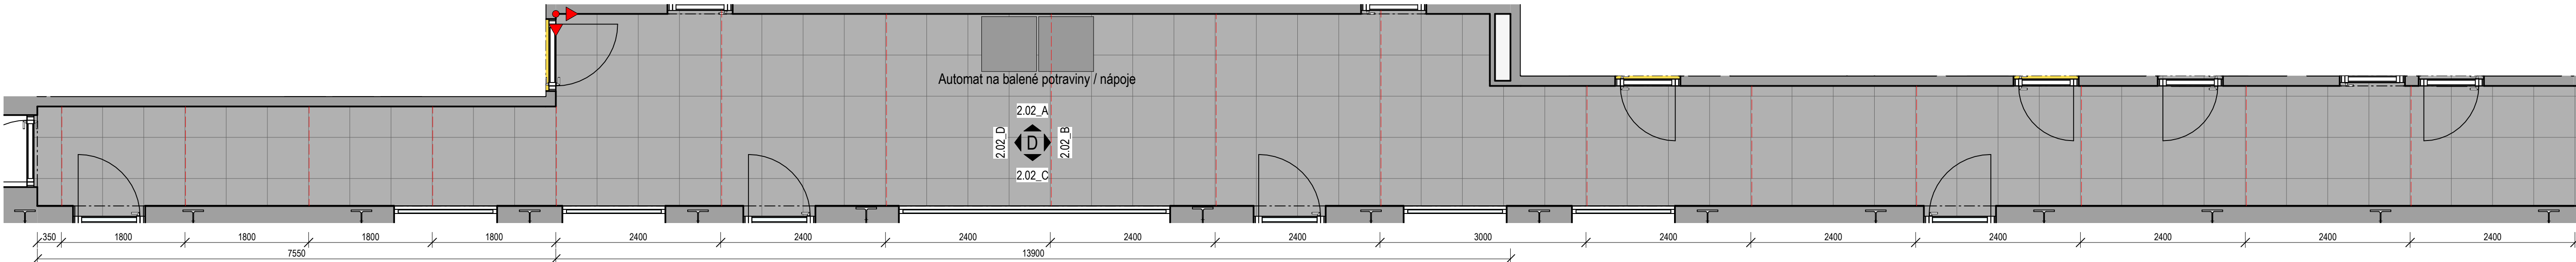 Automat na balené potraviny / nápoje
2.02_A
2.02_D
D
2.02_B
2.02_C
350 1800 1800 1800 1800 2400 2400 2400 2400 2400 3000 2400 2400 2400 2400 2400 2400
7550 13900